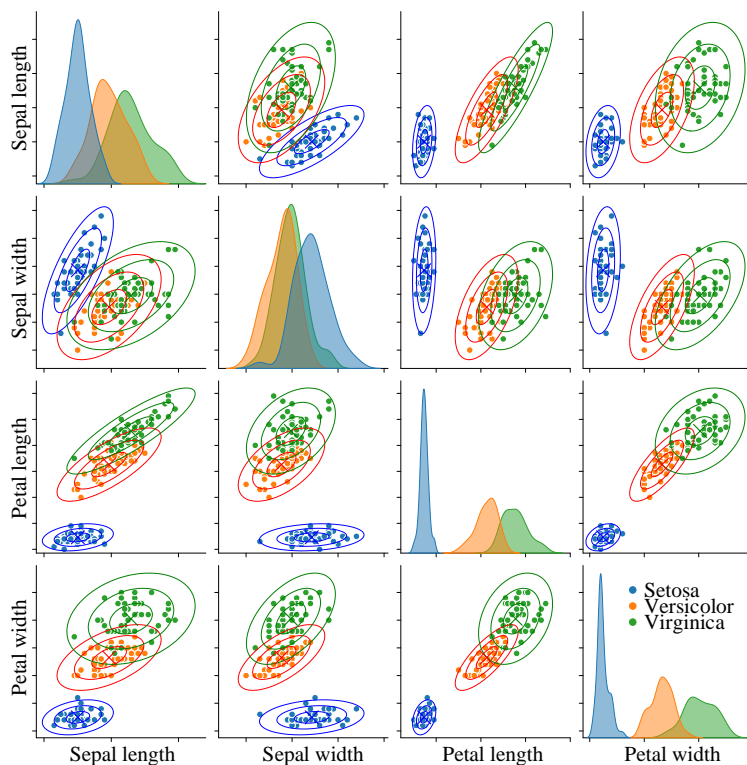 Sepal length
Sepal width
Petal length
Petal width
Setosa
Versicolor
Virginica
Sepal length
Sepal width
Petal length
Petal width